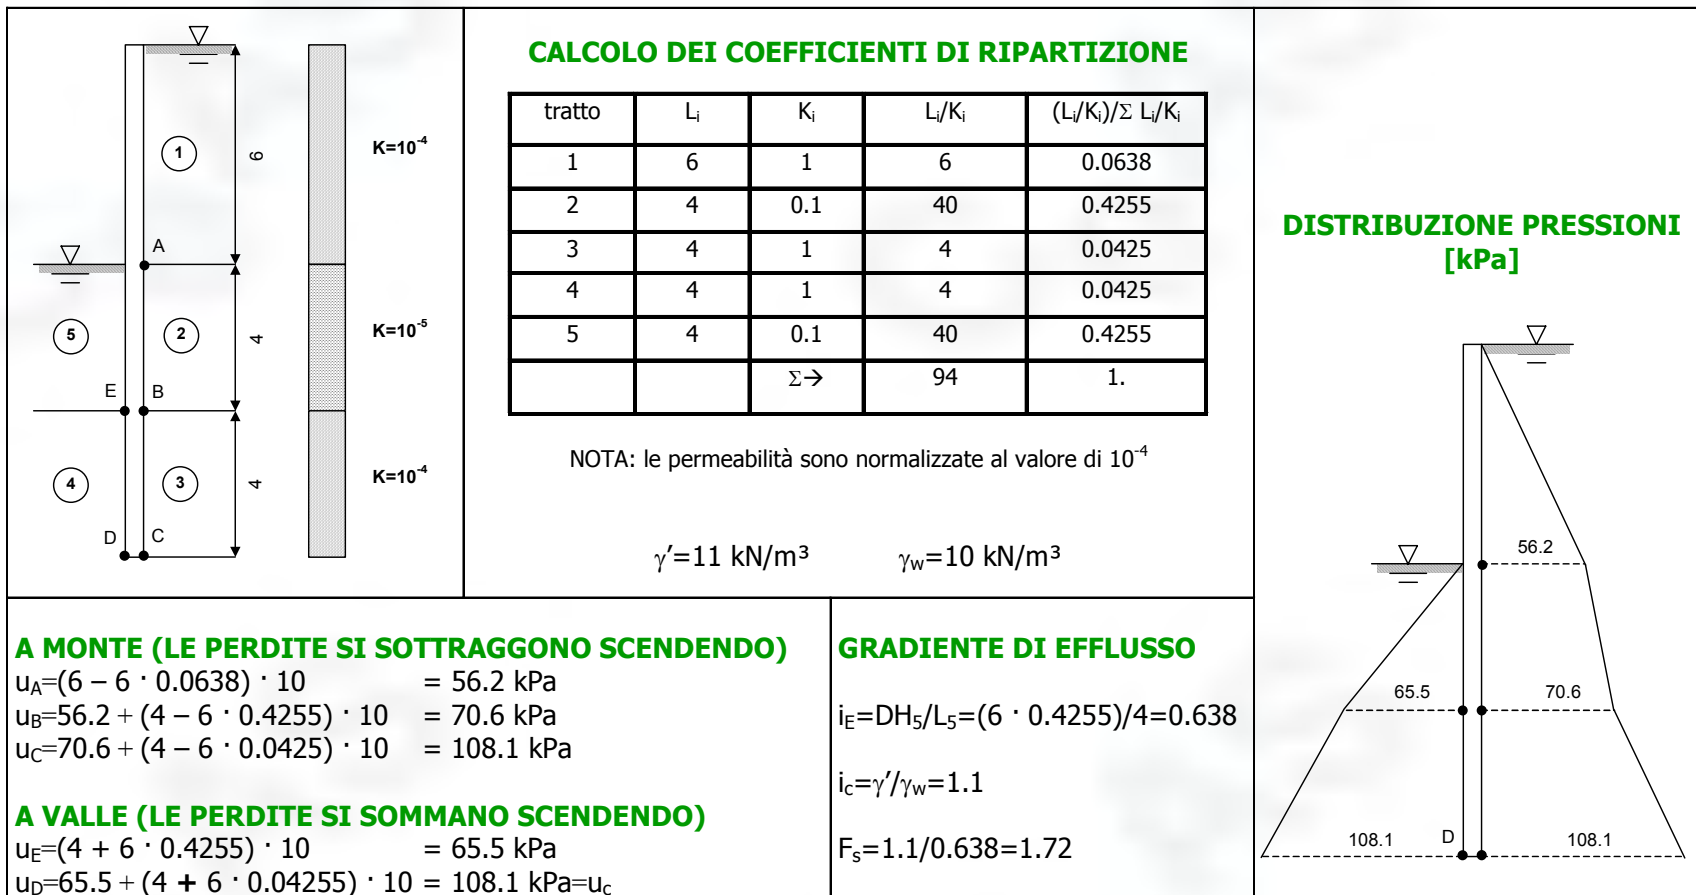 1
6
K=10⁻⁴
A
5
2
4
K=10⁻⁵
E
B
4
3
4
K=10⁻⁴
D
C
CALCOLO DEI COEFFICIENTI DI RIPARTIZIONE
tratto Lᵢ Kᵢ Lᵢ/Kᵢ (Lᵢ/Kᵢ)/Σ Lᵢ/Kᵢ
1 6 1 6 0.0638
2 4 0.1 40 0.4255
3 4 1 4 0.0425
4 4 1 4 0.0425
5 4 0.1 40 0.4255
Σ→ 94 1.
NOTA: le permeabilità sono normalizzate al valore di 10⁻⁴
γ'=11 kN/m³ γw=10 kN/m³
DISTRIBUZIONE PRESSIONI
[kPa]
56.2
65.5
70.6
108.1
D
108.1
A MONTE (LE PERDITE SI SOTTRAGGONO SCENDENDO)
uA=(6 – 6 · 0.0638) · 10 = 56.2 kPa
uB=56.2 + (4 – 6 · 0.4255) · 10 = 70.6 kPa
uC=70.6 + (4 – 6 · 0.0425) · 10 = 108.1 kPa
A VALLE (LE PERDITE SI SOMMANO SCENDENDO)
uE=(4 + 6 · 0.4255) · 10 = 65.5 kPa
uD=65.5 + (4 + 6 · 0.04255) · 10 = 108.1 kPa=uc
GRADIENTE DI EFFLUSSO
iE=DH₅/L₅=(6 · 0.4255)/4=0.638
ic=γ'/γw=1.1
Fs=1.1/0.638=1.72